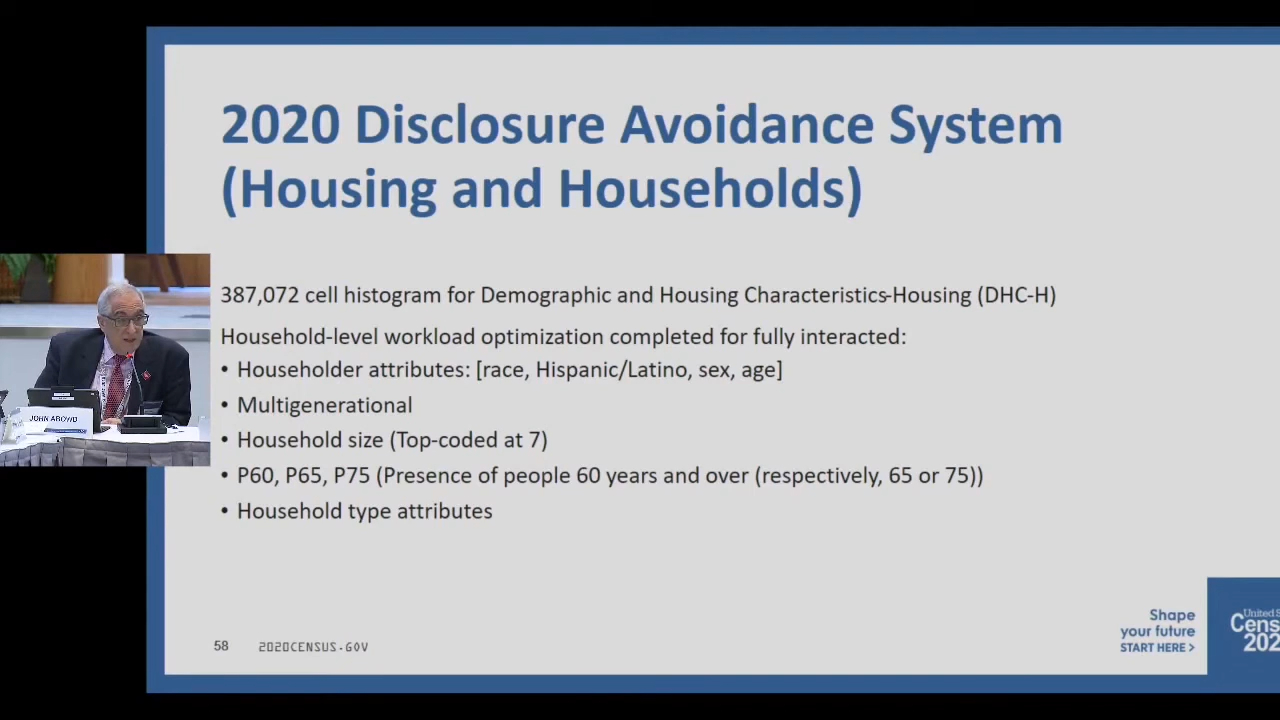 2020 Disclosure Avoidance System
(Housing and Households)
387,072 cell histogram for Demographic and Housing Characteristics-Housing (DHC-H)
Household-level workload optimization completed for fully interacted:
• Householder attributes: [race, Hispanic/Latino, sex, age]
• Multigenerational
• Household size (Top-coded at 7)
• P60, P65, P75 (Presence of people 60 years and over (respectively, 65 or 75))
• Household type attributes
JOHN ABOWD
58
2020CENSUS.GOV
Shape
your future
START HERE >
United S
Cens
202